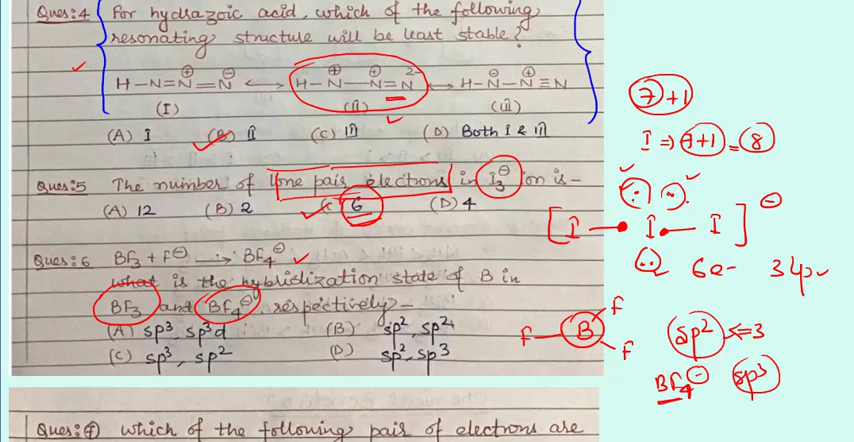 Ques:4 For hydrazoic acid, which of the following
resonating structure will be least stable?
H-N=N⊕=N⊖ ⟷ H-N⊕-N⊕=N2- ⟷ H-N⊖-N⊕≡N
(I) (II) (III)
(A) I (B) II (C) III (D) Both I & III
Ques:5 The number of lone pair electrons in I3⊖ ion is-
(A) 12 (B) 2 (C) 6 (D) 4
Ques:6 BF3 + F⊖ ⟶ BF4⊖
what is the hybridization state of B in
BF3 and BF4⊖ respectively-
(A) sp3, sp3d (B) sp2, sp2
(C) sp3, sp2 (D) sp2, sp3
Ques:7 which of the following pair of electrons are
7+1
I ⇒ 7+1 = 8
[I - I - I]⊖
6e- 3lp
f
f B
f
sp2 ⇐ 3
BF4⊖ sp3